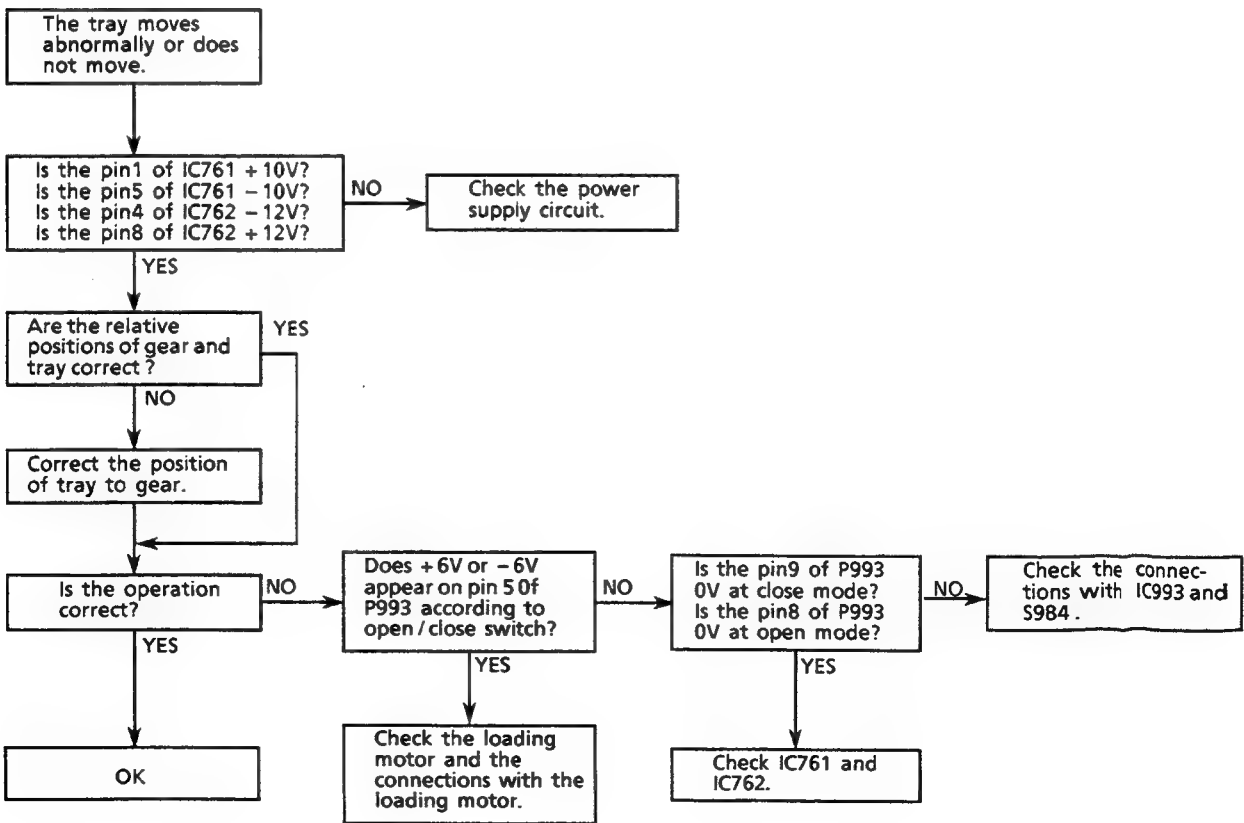 The tray moves
abnormally or does
not move.
Is the pin1 of IC761 +10V?
Is the pin5 of IC761 −10V?
Is the pin4 of IC762 −12V?
Is the pin8 of IC762 +12V?
NO
Check the power
supply circuit.
YES
Are the relative
positions of gear and
tray correct?
YES
NO
Correct the position
of tray to gear.
Is the operation
correct?
NO
Does +6V or −6V
appear on pin 5 0f
P993 according to
open/close switch?
NO
Is the pin9 of P993
0V at close mode?
Is the pin8 of P993
0V at open mode?
NO
Check the connec-
tions with IC993 and
S984.
YES
YES
YES
OK
Check the loading
motor and the
connections with the
loading motor.
Check IC761 and
IC762.